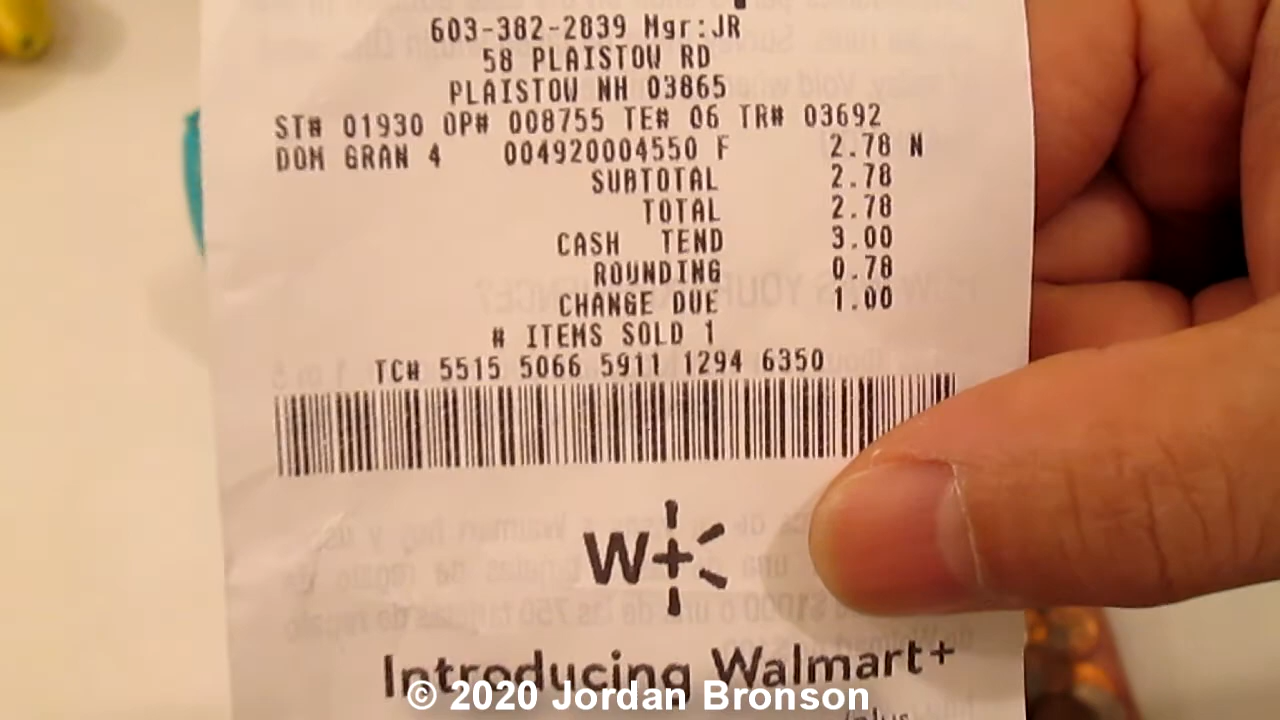 603-382-2839 Mgr:JR
58 PLAISTOW RD
PLAISTOW NH 03865
ST# 01930 OP# 008755 TE# 06 TR# 03692
DOM GRAN 4 004920004550 F 2.78 N
SUBTOTAL 2.78
TOTAL 2.78
CASH TEND 3.00
ROUNDING 0.78
CHANGE DUE 1.00
# ITEMS SOLD 1
TC# 5515 5066 5911 1294 6350
W+
Introducing Walmart+
© 2020 Jordan Bronson